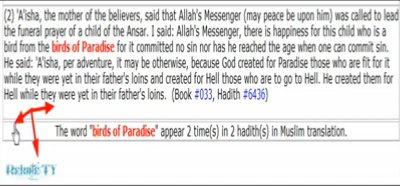 (2) 'A'isha, the mother of the believers, said that Allah's Messenger (may peace be upon him) was called to lead
the funeral prayer of a child of the Ansar. I said: Allah's Messenger, there is happiness for this child who is a
bird from the birds of Paradise for it committed no sin nor has he reached the age when one can commit sin.
He said: 'A'isha, per adventure, it may be otherwise, because God created for Paradise those who are fit for it
while they were yet in their father's loins and created for Hell those who are to go to Hell. He created them for
Hell while they were yet in their father's loins. (Book #033, Hadith #6436)
The word "birds of Paradise" appear 2 time(s) in 2 hadith(s) in Muslim translation.